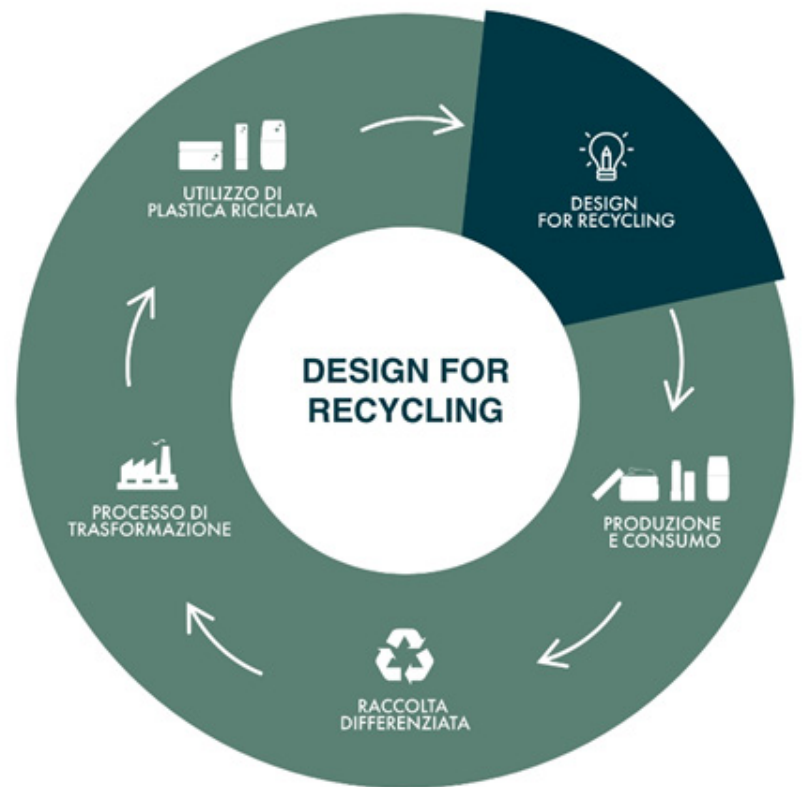 DESIGN FOR
RECYCLING
DESIGN
FOR RECYCLING
PRODUZIONE
E CONSUMO
RACCOLTA
DIFFERENZIATA
PROCESSO DI
TRASFORMAZIONE
UTILIZZO DI
PLASTICA RICICLATA